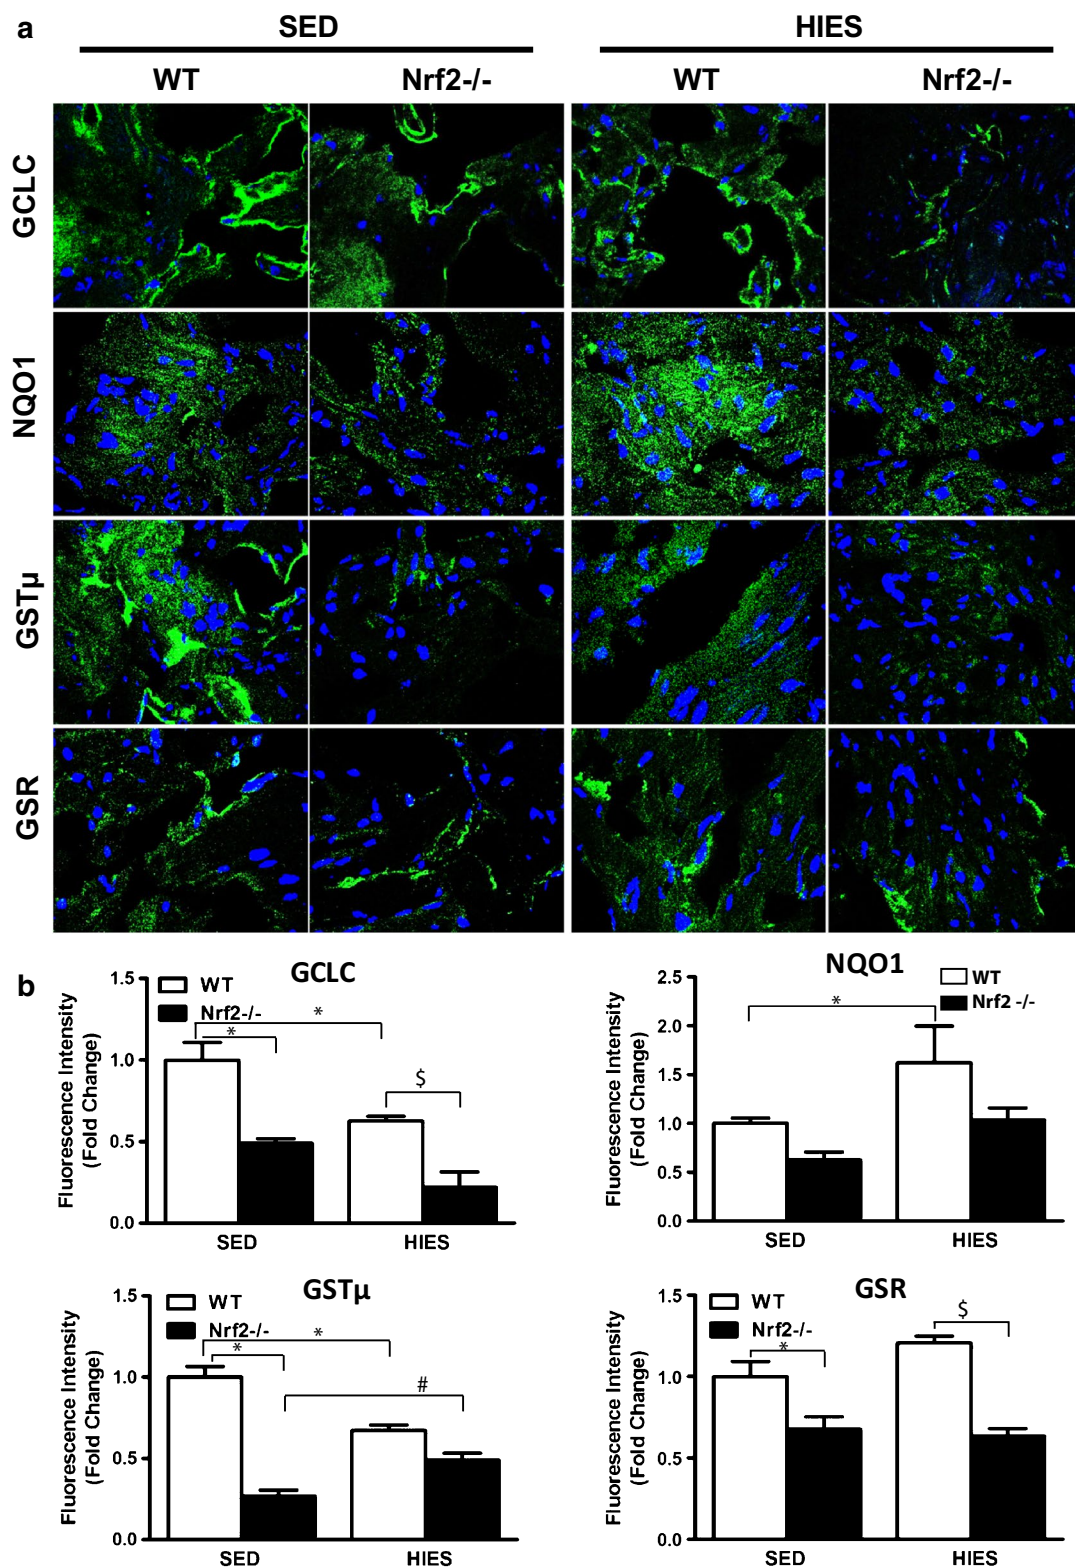 a
SED HIES
WT Nrf2-/- WT Nrf2-/-
GCLC
NQO1
GSTµ
GSR
b
GCLC
Fluorescence Intensity
(Fold Change)
1.5
1.0
0.5
0.0
WT
Nrf2-/-
*
*
$
SED HIES
NQO1
Fluorescence Intensity
(Fold Change)
2.5
2.0
1.5
1.0
0.5
0.0
WT
Nrf2 -/-
*
SED HIES
GSTµ
Fluorescence Intensity
(Fold Change)
1.5
1.0
0.5
0.0
WT
Nrf2-/-
*
*
#
SED HIES
GSR
Fluorescence Intensity
(Fold Change)
1.5
1.0
0.5
0.0
WT
Nrf2-/-
*
$
SED HIES